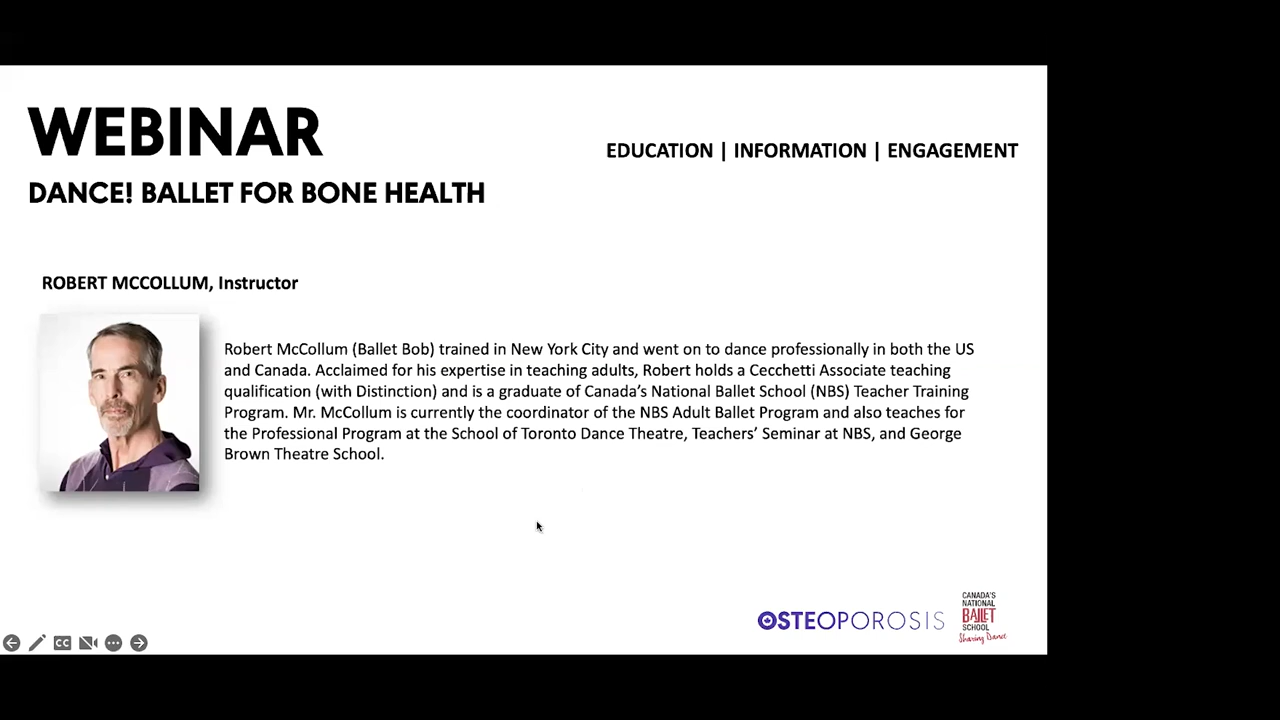 WEBINAR
EDUCATION | INFORMATION | ENGAGEMENT
DANCE! BALLET FOR BONE HEALTH
ROBERT MCCOLLUM, Instructor
Robert McCollum (Ballet Bob) trained in New York City and went on to dance professionally in both the US
and Canada. Acclaimed for his expertise in teaching adults, Robert holds a Cecchetti Associate teaching
qualification (with Distinction) and is a graduate of Canada's National Ballet School (NBS) Teacher Training
Program. Mr. McCollum is currently the coordinator of the NBS Adult Ballet Program and also teaches for
the Professional Program at the School of Toronto Dance Theatre, Teachers' Seminar at NBS, and George
Brown Theatre School.
OSTEOPOROSIS
CANADA'S
NATIONAL
BALLET
SCHOOL
Sharing Dance
CC